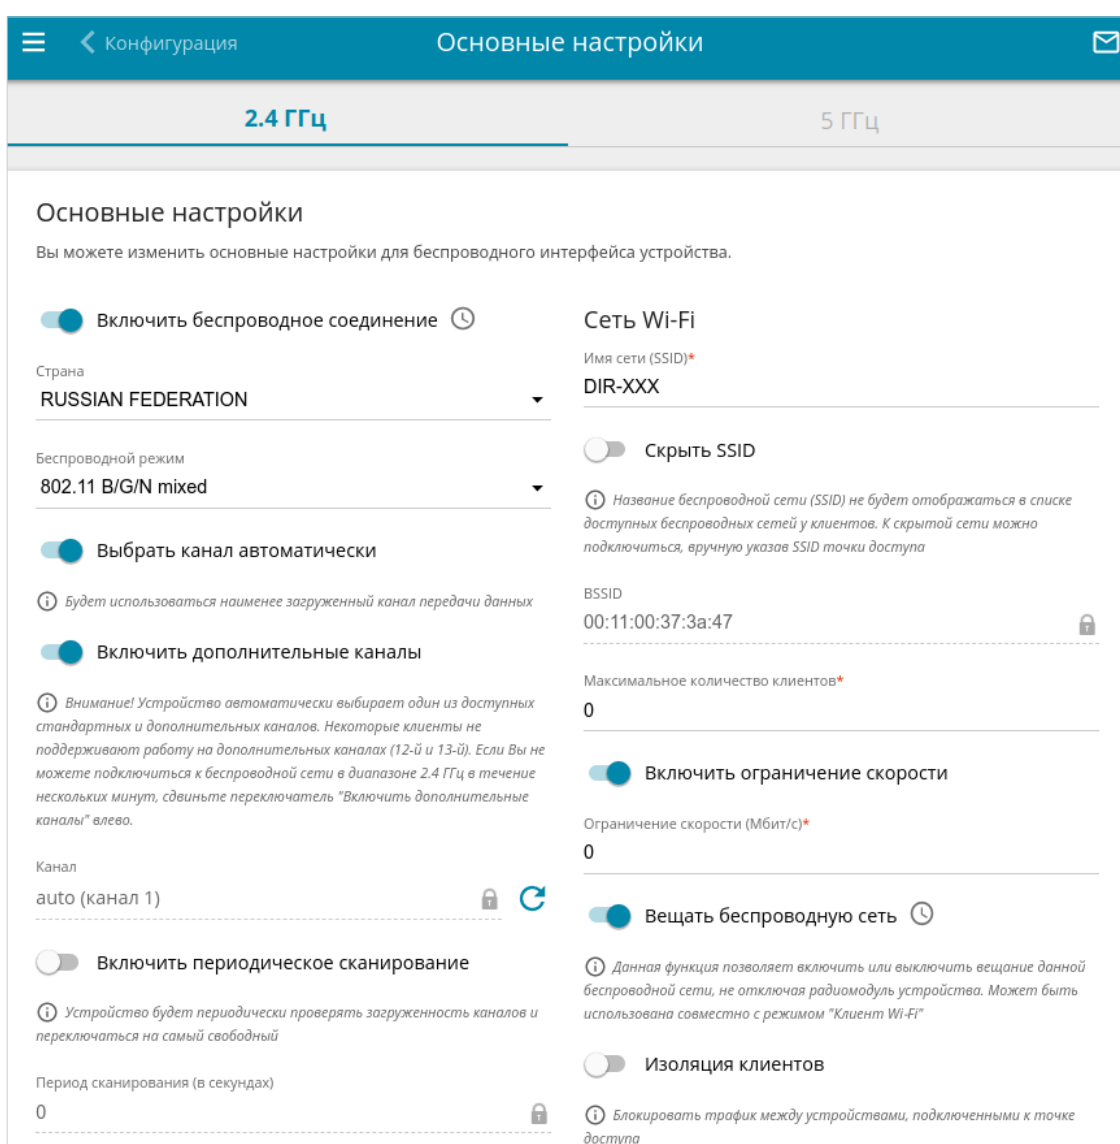 Конфигурация
Основные настройки
2.4 ГГц
5 ГГц
Основные настройки
Вы можете изменить основные настройки для беспроводного интерфейса устройства.
Включить беспроводное соединение
Страна
RUSSIAN FEDERATION
Беспроводной режим
802.11 B/G/N mixed
Выбрать канал автоматически
Будет использоваться наименее загруженный канал передачи данных
Включить дополнительные каналы
Внимание! Устройство автоматически выбирает один из доступных
стандартных и дополнительных каналов. Некоторые клиенты не
поддерживают работу на дополнительных каналах (12-й и 13-й). Если Вы не
можете подключиться к беспроводной сети в диапазоне 2.4 ГГц в течение
нескольких минут, сдвиньте переключатель "Включить дополнительные
каналы" влево.
Канал
auto (канал 1)
Включить периодическое сканирование
Устройство будет периодически проверять загруженность каналов и
переключаться на самый свободный
Период сканирования (в секундах)
0
Сеть Wi-Fi
Имя сети (SSID)*
DIR-XXX
Скрыть SSID
Название беспроводной сети (SSID) не будет отображаться в списке
доступных беспроводных сетей у клиентов. К скрытой сети можно
подключиться, вручную указав SSID точки доступа
BSSID
00:11:00:37:3a:47
Максимальное количество клиентов*
0
Включить ограничение скорости
Ограничение скорости (Мбит/с)*
0
Вещать беспроводную сеть
Данная функция позволяет включить или выключить вещание данной
беспроводной сети, не отключая радиомодуль устройства. Может быть
использована совместно с режимом "Клиент Wi-Fi"
Изоляция клиентов
Блокировать трафик между устройствами, подключенными к точке
доступа